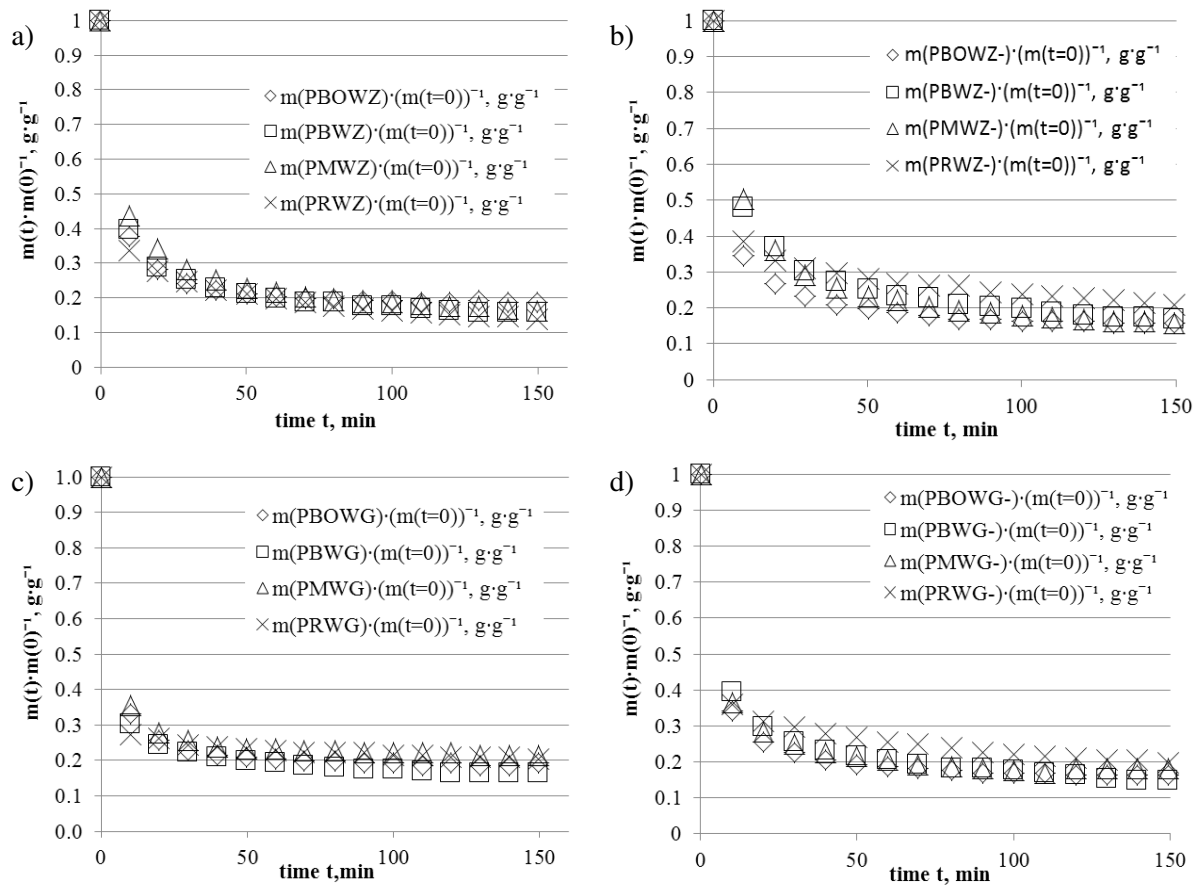 a)
m(t)·m(0)⁻¹, g·g⁻¹
1
0.9
0.8
0.7
0.6
0.5
0.4
0.3
0.2
0.1
0
m(PBOWZ)·(m(t=0))⁻¹, g·g⁻¹
m(PBWZ)·(m(t=0))⁻¹, g·g⁻¹
m(PMWZ)·(m(t=0))⁻¹, g·g⁻¹
m(PRWZ)·(m(t=0))⁻¹, g·g⁻¹
0 50 100 150
time t, min
b)
m(t)·m(0)⁻¹, g·g⁻¹
1
0.9
0.8
0.7
0.6
0.5
0.4
0.3
0.2
0.1
0
m(PBOWZ-)·(m(t=0))⁻¹, g·g⁻¹
m(PBWZ-)·(m(t=0))⁻¹, g·g⁻¹
m(PMWZ-)·(m(t=0))⁻¹, g·g⁻¹
m(PRWZ-)·(m(t=0))⁻¹, g·g⁻¹
0 50 100 150
time t, min
c)
m(t)·m(0)⁻¹, g·g⁻¹
1.0
0.9
0.8
0.7
0.6
0.5
0.4
0.3
0.2
0.1
0.0
m(PBOWG)·(m(t=0))⁻¹, g·g⁻¹
m(PBWG)·(m(t=0))⁻¹, g·g⁻¹
m(PMWG)·(m(t=0))⁻¹, g·g⁻¹
m(PRWG)·(m(t=0))⁻¹, g·g⁻¹
0 50 100 150
time t,min
d)
m(t)·m(0)⁻¹, g·g⁻¹
1
0.9
0.8
0.7
0.6
0.5
0.4
0.3
0.2
0.1
0
m(PBOWG-)·(m(t=0))⁻¹, g·g⁻¹
m(PBWG-)·(m(t=0))⁻¹, g·g⁻¹
m(PMWG-)·(m(t=0))⁻¹, g·g⁻¹
m(PRWG-)·(m(t=0))⁻¹, g·g⁻¹
0 50 100 150
time t, min